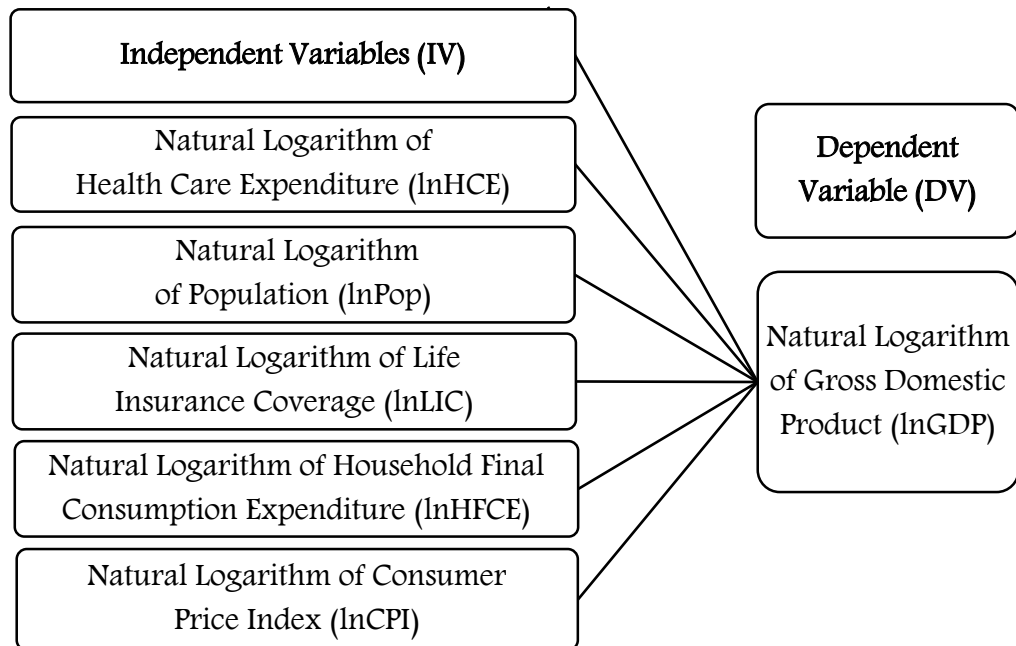 Independent Variables (IV)
Natural Logarithm of
Health Care Expenditure (lnHCE)
Natural Logarithm
of Population (lnPop)
Natural Logarithm of Life
Insurance Coverage (lnLIC)
Natural Logarithm of Household Final
Consumption Expenditure (lnHFCE)
Natural Logarithm of Consumer
Price Index (lnCPI)
Dependent
Variable (DV)
Natural Logarithm
of Gross Domestic
Product (lnGDP)